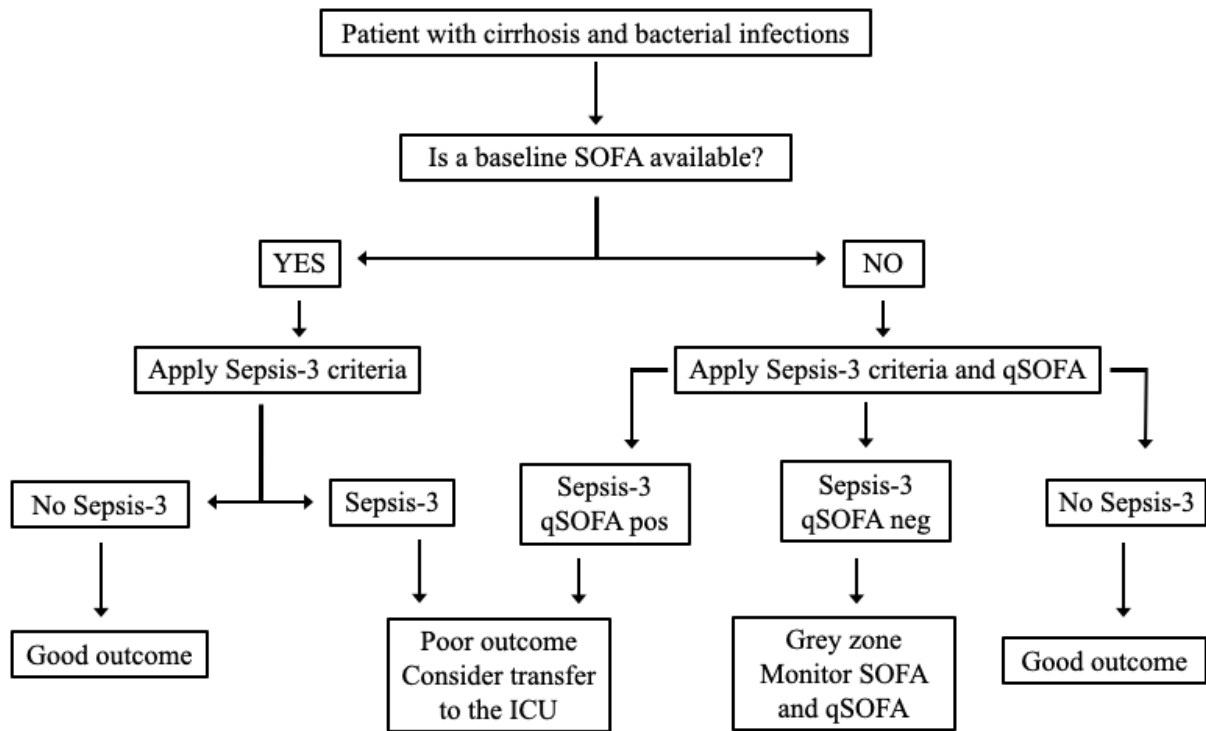 Patient with cirrhosis and bacterial infections
Is a baseline SOFA available?
YES
NO
Apply Sepsis-3 criteria
Apply Sepsis-3 criteria and qSOFA
No Sepsis-3
Sepsis-3
Sepsis-3
qSOFA pos
Sepsis-3
qSOFA neg
No Sepsis-3
Good outcome
Poor outcome
Consider transfer
to the ICU
Grey zone
Monitor SOFA
and qSOFA
Good outcome